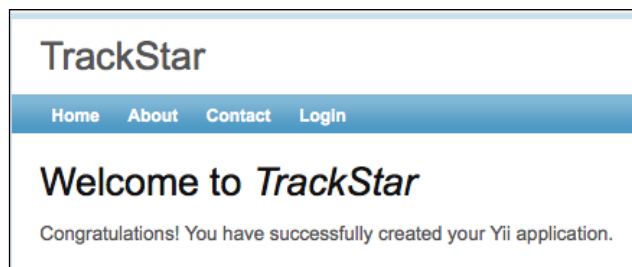 TrackStar
Home About Contact Login
Welcome to TrackStar
Congratulations! You have successfully created your Yii application.